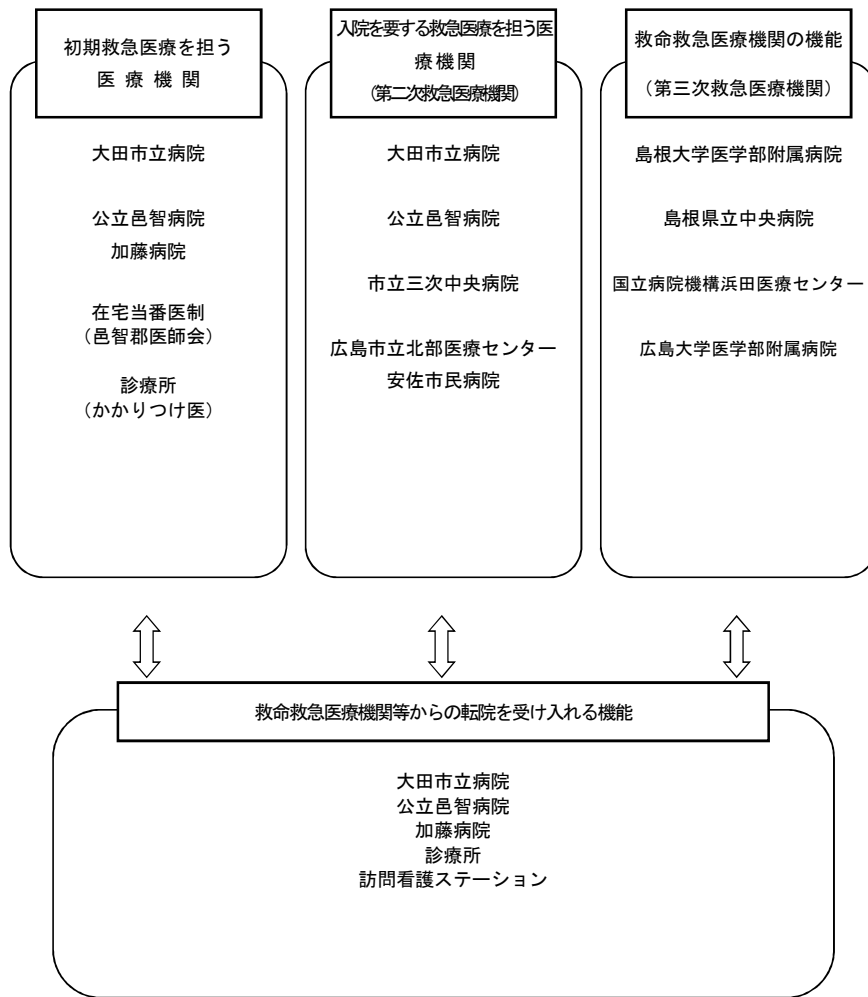 初期救急医療を担う
医療機関
大田市立病院
公立邑智病院
加藤病院
在宅当番医制
(邑智郡医師会)
診療所
(かかりつけ医)
入院を要する救急医療を担う医
療機関
(第二次救急医療機関)
大田市立病院
公立邑智病院
市立三次中央病院
広島市立北部医療センター
安佐市民病院
救命救急医療機関の機能
(第三次救急医療機関)
島根大学医学部附属病院
島根県立中央病院
国立病院機構浜田医療センター
広島大学医学部附属病院
救命救急医療機関等からの転院を受け入れる機能
大田市立病院
公立邑智病院
加藤病院
診療所
訪問看護ステーション